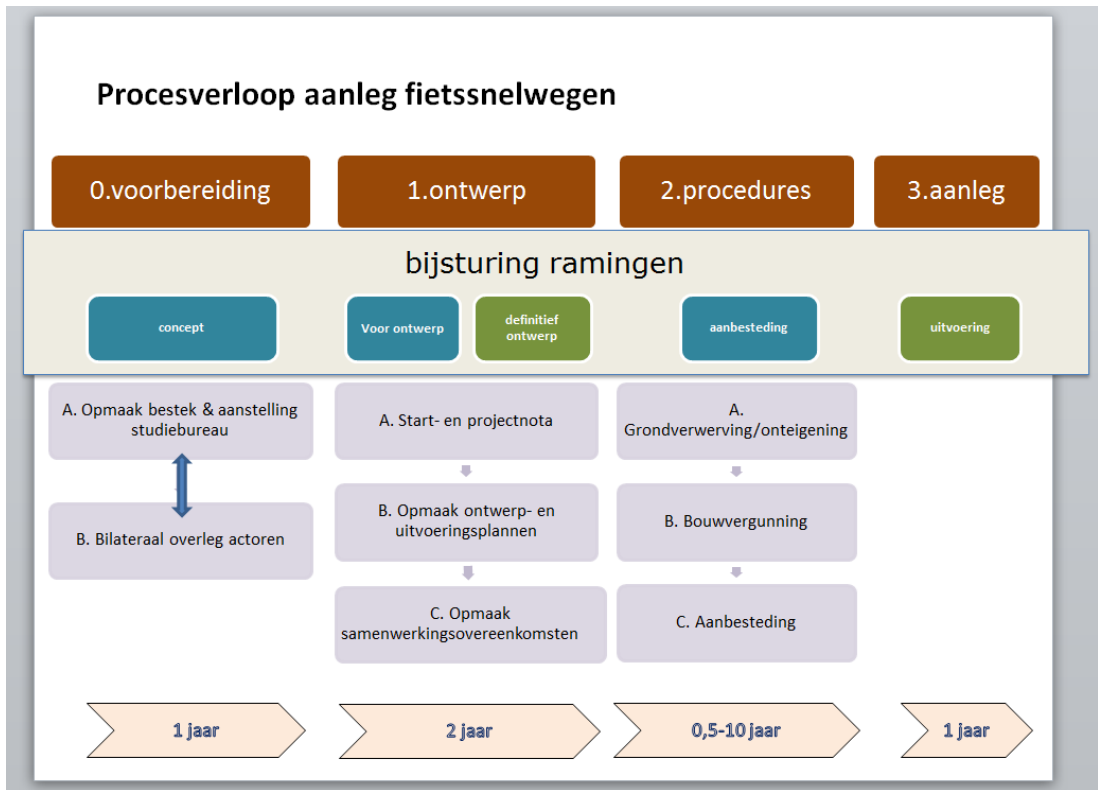 Procesverloop aanleg fietssnelwegen
0.voorbereiding
1.ontwerp
2.procedures
3.aanleg
bijsturing ramingen
concept
Voor ontwerp
definitief
ontwerp
aanbesteding
uitvoering
A. Opmaak bestek & aanstelling
studiebureau
B. Bilateraal overleg actoren
A. Start- en projectnota
B. Opmaak ontwerp- en
uitvoeringsplannen
C. Opmaak
samenwerkingsovereenkomsten
A.
Grondverwerving/onteigening
B. Bouwvergunning
C. Aanbesteding
1 jaar
2 jaar
0,5-10 jaar
1 jaar